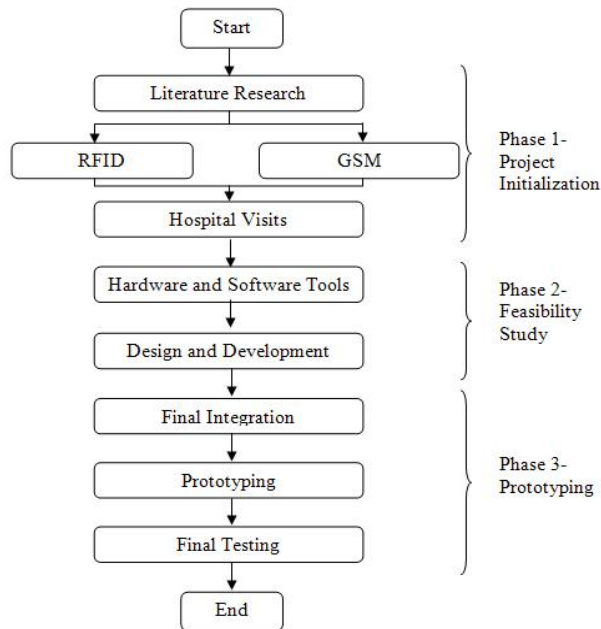 Start
Literature Research
RFID
GSM
Hospital Visits
Phase 1-
Project
Initialization
Hardware and Software Tools
Design and Development
Phase 2-
Feasibility
Study
Final Integration
Prototyping
Final Testing
Phase 3-
Prototyping
End